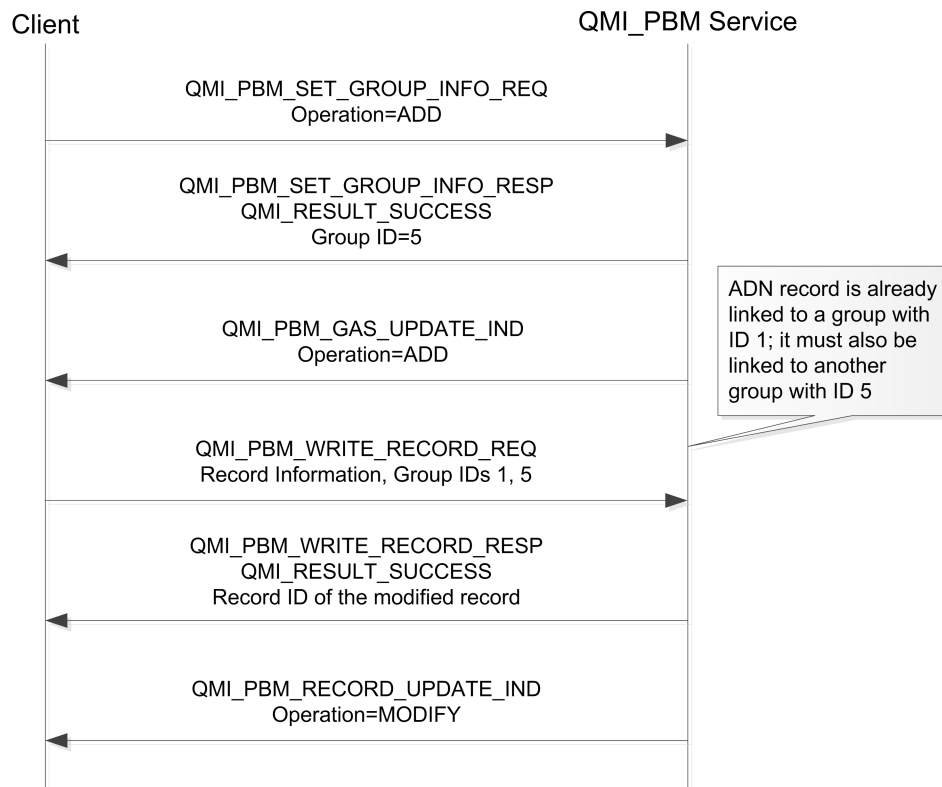 Client
QMI_PBM Service
QMI_PBM_SET_GROUP_INFO_REQ
Operation=ADD
QMI_PBM_SET_GROUP_INFO_RESP
QMI_RESULT_SUCCESS
Group ID=5
QMI_PBM_GAS_UPDATE_IND
Operation=ADD
ADN record is already
linked to a group with
ID 1; it must also be
linked to another
group with ID 5
QMI_PBM_WRITE_RECORD_REQ
Record Information, Group IDs 1, 5
QMI_PBM_WRITE_RECORD_RESP
QMI_RESULT_SUCCESS
Record ID of the modified record
QMI_PBM_RECORD_UPDATE_IND
Operation=MODIFY